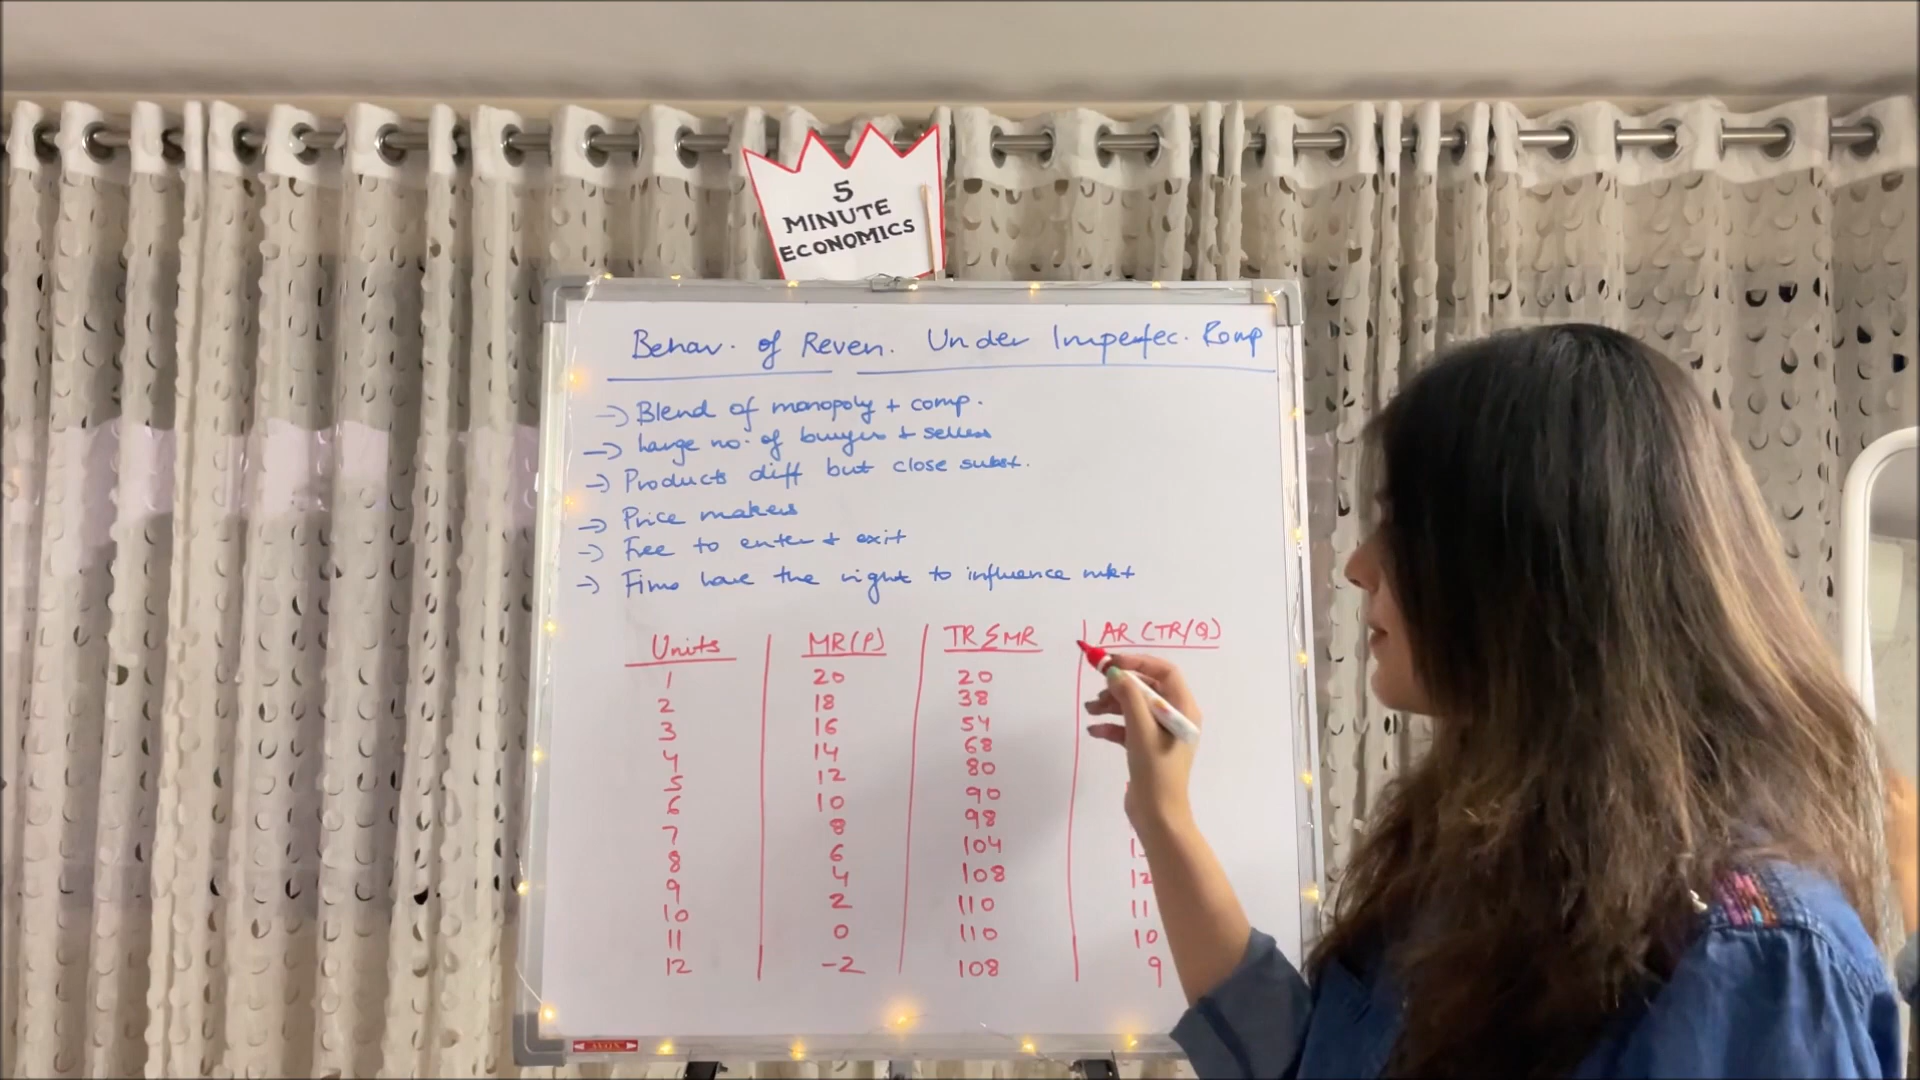 5
MINUTE
ECONOMICS
Behav. of Reven. Under Imperfec. Komp
→ Blend of monopoly + comp.
→ Large no. of buyers + sellers
→ Products diff but close subst.
→ Price makers
→ Free to enter + exit
→ Firms have the right to influence mkt
Units MR(P) TR ΣMR AR (TR/Q)
1 20 20
2 18 38
3 16 54
4 14 68
5 12 80
6 10 90
7 8 98
8 6 104
9 4 108 12
10 2 110 11
11 0 110 10
12 -2 108 9